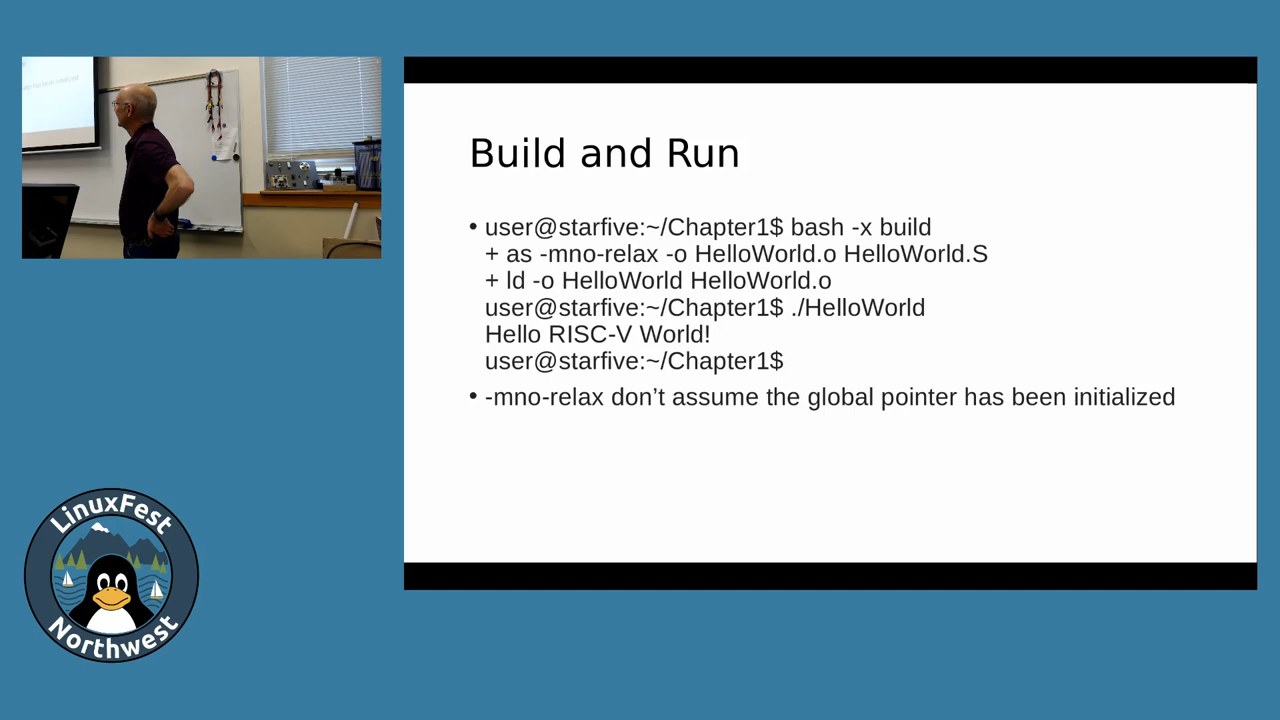 Build and Run
• user@starfive:~/Chapter1$ bash -x build
+ as -mno-relax -o HelloWorld.o HelloWorld.S
+ ld -o HelloWorld HelloWorld.o
user@starfive:~/Chapter1$ ./HelloWorld
Hello RISC-V World!
user@starfive:~/Chapter1$
• -mno-relax don’t assume the global pointer has been initialized
LinuxFest
Northwest